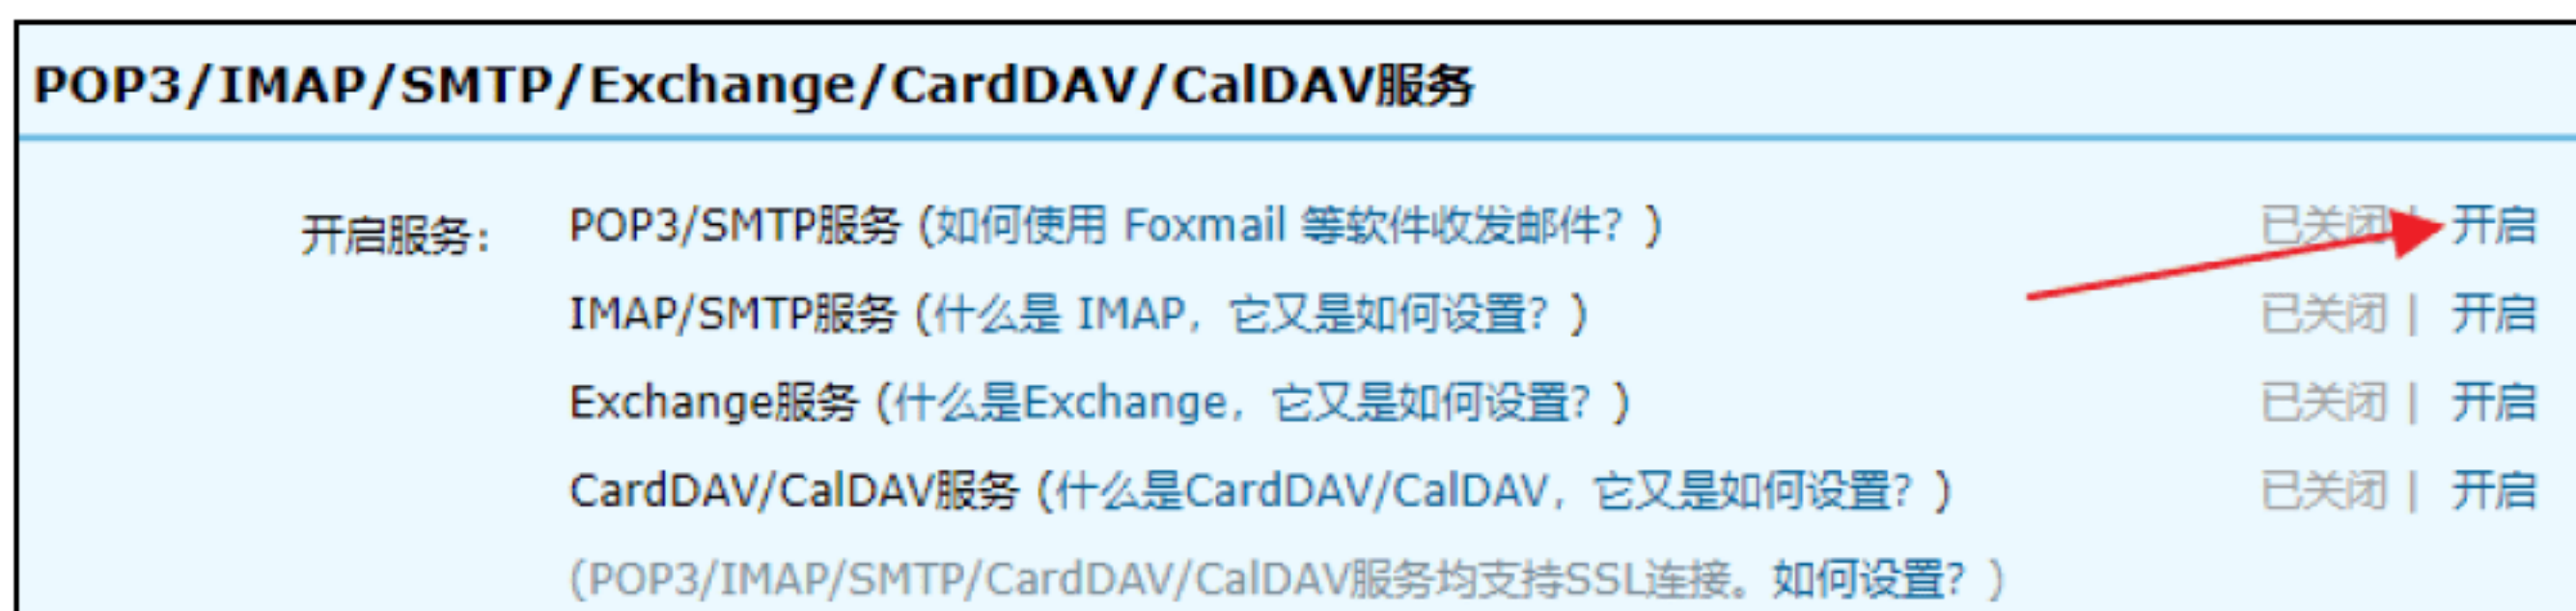 POP3/IMAP/SMTP/Exchange/CardDAV/CalDAV服务
开启服务： POP3/SMTP服务 (如何使用 Foxmail 等软件收发邮件？) 已关闭 | 开启
IMAP/SMTP服务 (什么是 IMAP，它又是如何设置？) 已关闭 | 开启
Exchange服务 (什么是Exchange，它又是如何设置？) 已关闭 | 开启
CardDAV/CalDAV服务 (什么是CardDAV/CalDAV，它又是如何设置？) 已关闭 | 开启
(POP3/IMAP/SMTP/CardDAV/CalDAV服务均支持SSL连接。如何设置？)